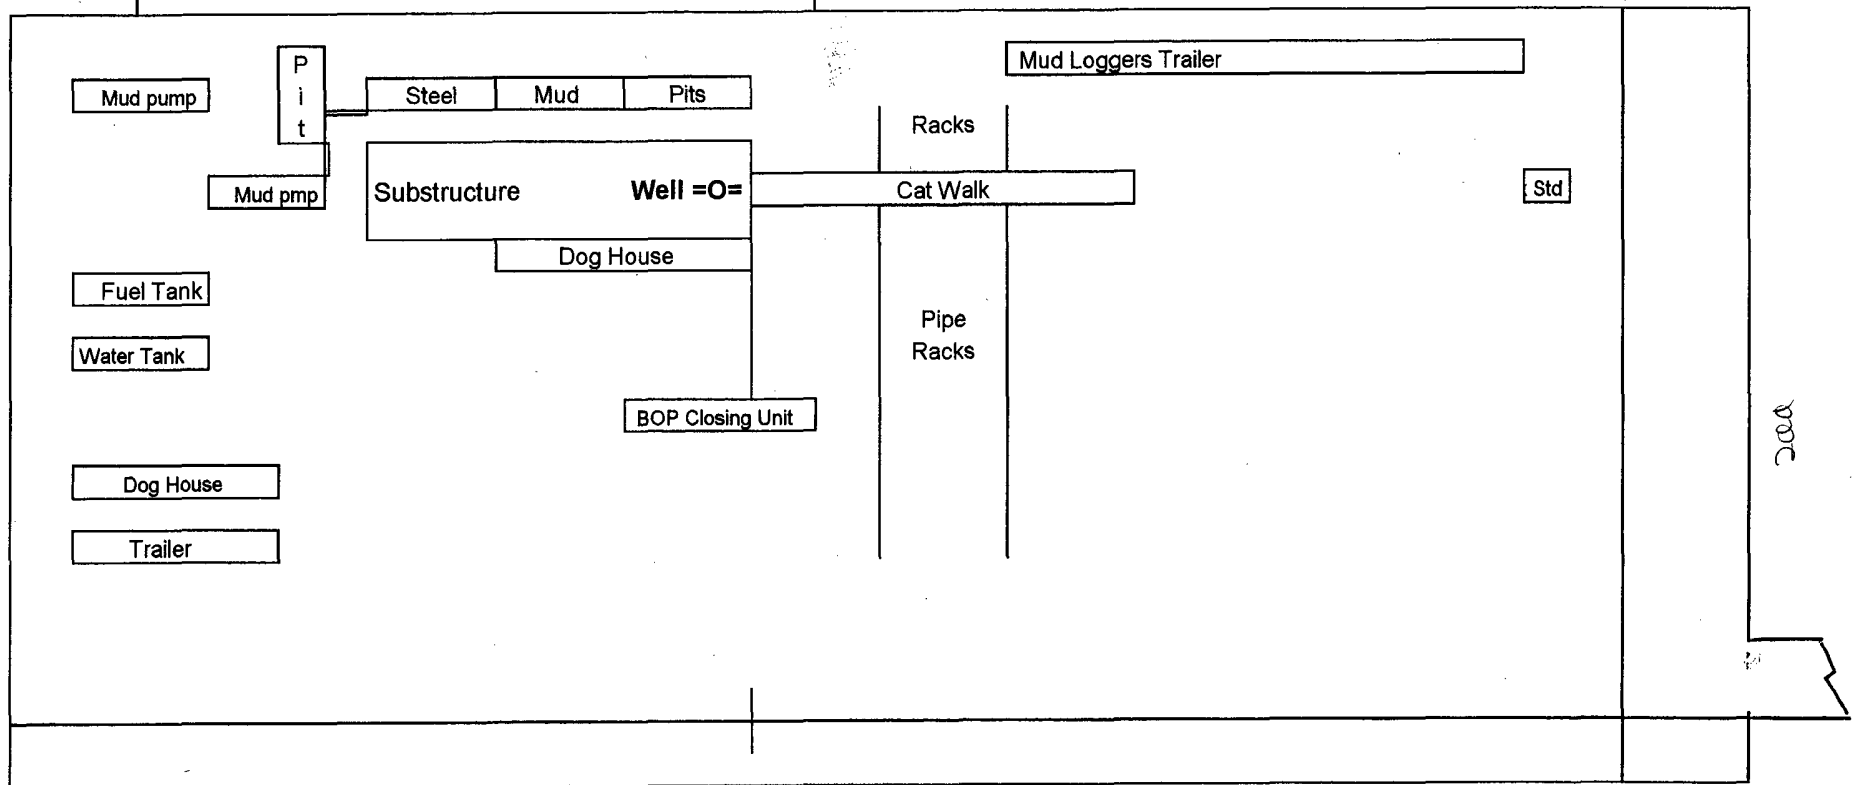 Mud Loggers Trailer
P
i
t
Mud pump
Steel Mud Pits
Racks
Mud pmp
Substructure Well =O=
Cat Walk
Std
Dog House
Fuel Tank
Pipe
Racks
Water Tank
BOP Closing Unit
Dog House
Trailer